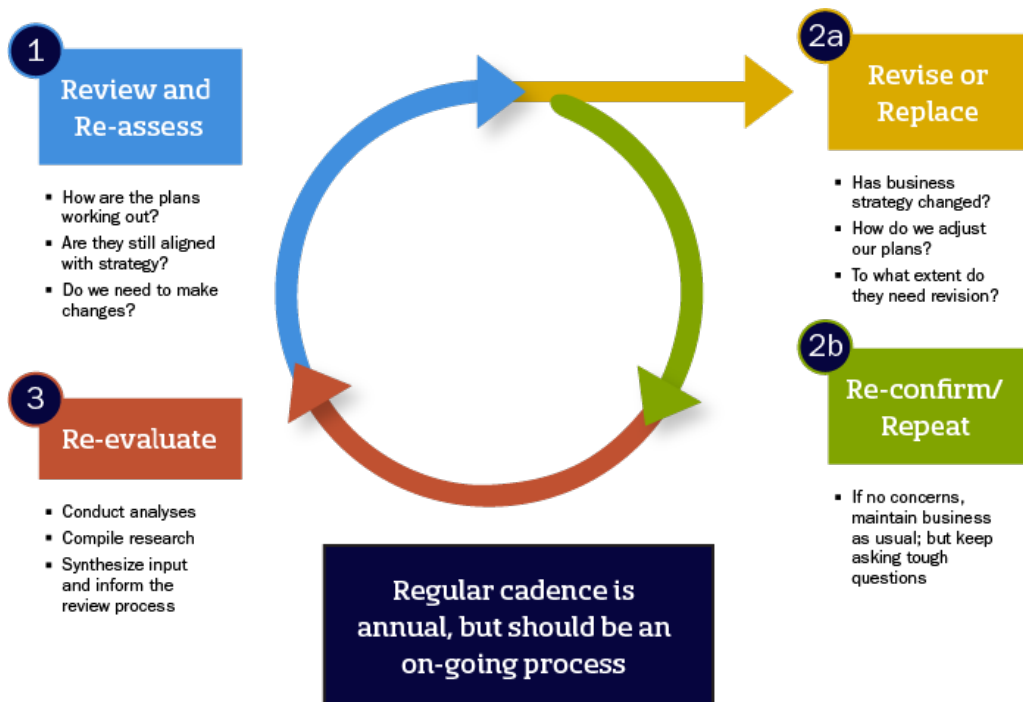 1
Review and
Re-assess
▪ How are the plans
working out?
▪ Are they still aligned
with strategy?
▪ Do we need to make
changes?
2a
Revise or
Replace
▪ Has business
strategy changed?
▪ How do we adjust
our plans?
▪ To what extent do
they need revision?
2b
Re-confirm/
Repeat
▪ If no concerns,
maintain business
as usual; but keep
asking tough
questions
3
Re-evaluate
▪ Conduct analyses
▪ Compile research
▪ Synthesize input
and inform the
review process
Regular cadence is
annual, but should be an
on-going process